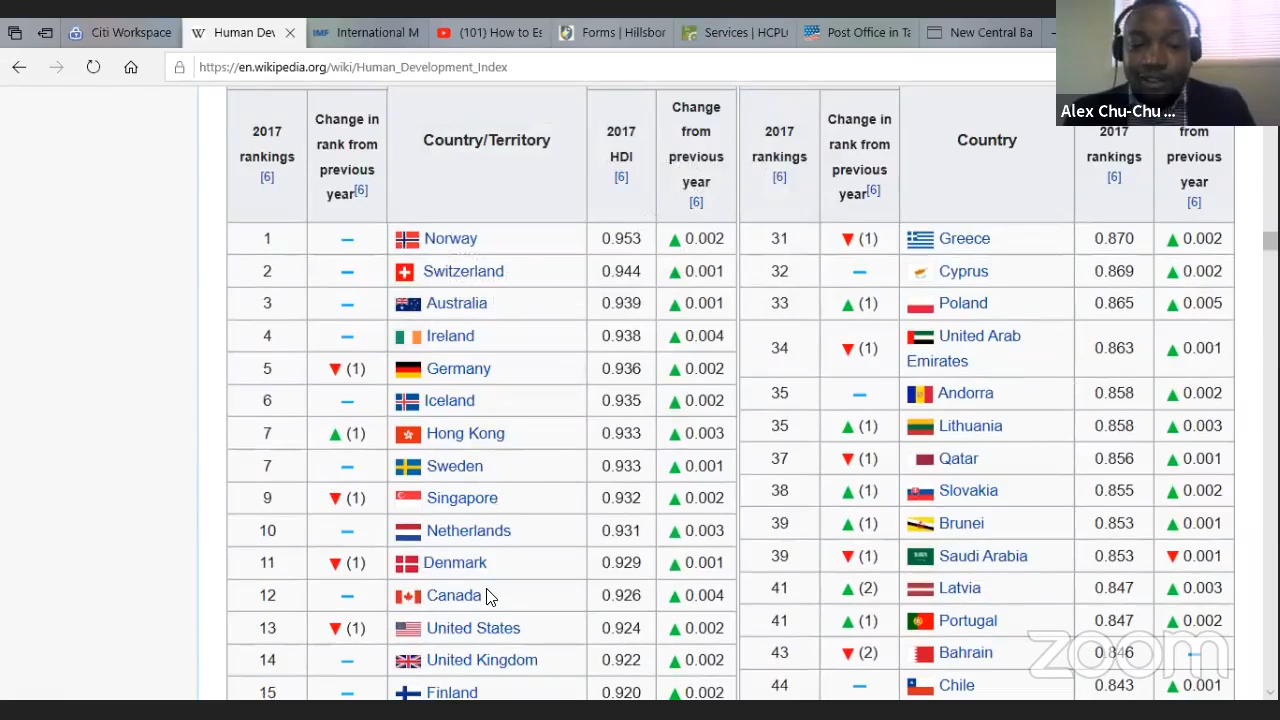 Citi Workspace
Human Dev
IMF International M
(101) How to Es
Forms | Hillsbor
Services | HCPL
Post Office in Ta
New Central Ba
https://en.wikipedia.org/wiki/Human_Development_Index
Alex Chu-Chu ...
2017 rankings [6] Change in rank from previous year[6] Country/Territory 2017 HDI [6] Change from previous year [6]
2017 rankings [6] Change in rank from previous year[6] Country 2017 rankings [6] from previous year [6]
1 – Norway 0.953 ▲ 0.002
2 – Switzerland 0.944 ▲ 0.001
3 – Australia 0.939 ▲ 0.001
4 – Ireland 0.938 ▲ 0.004
5 ▼ (1) Germany 0.936 ▲ 0.002
6 – Iceland 0.935 ▲ 0.002
7 ▲ (1) Hong Kong 0.933 ▲ 0.003
7 – Sweden 0.933 ▲ 0.001
9 ▼ (1) Singapore 0.932 ▲ 0.002
10 – Netherlands 0.931 ▲ 0.003
11 ▼ (1) Denmark 0.929 ▲ 0.001
12 – Canada 0.926 ▲ 0.004
13 ▼ (1) United States 0.924 ▲ 0.002
14 – United Kingdom 0.922 ▲ 0.002
15 – Finland 0.920 ▲ 0.002
31 ▼ (1) Greece 0.870 ▲ 0.002
32 – Cyprus 0.869 ▲ 0.002
33 ▲ (1) Poland 0.865 ▲ 0.005
34 ▼ (1) United Arab Emirates 0.863 ▲ 0.001
35 – Andorra 0.858 ▲ 0.002
35 ▲ (1) Lithuania 0.858 ▲ 0.003
37 ▼ (1) Qatar 0.856 ▲ 0.001
38 ▲ (1) Slovakia 0.855 ▲ 0.002
39 ▲ (1) Brunei 0.853 ▲ 0.001
39 ▼ (1) Saudi Arabia 0.853 ▼ 0.001
41 ▲ (2) Latvia 0.847 ▲ 0.003
41 ▲ (1) Portugal 0.847 ▲ 0.002
43 ▼ (2) Bahrain 0.846 –
44 – Chile 0.843 ▲ 0.001
zoom